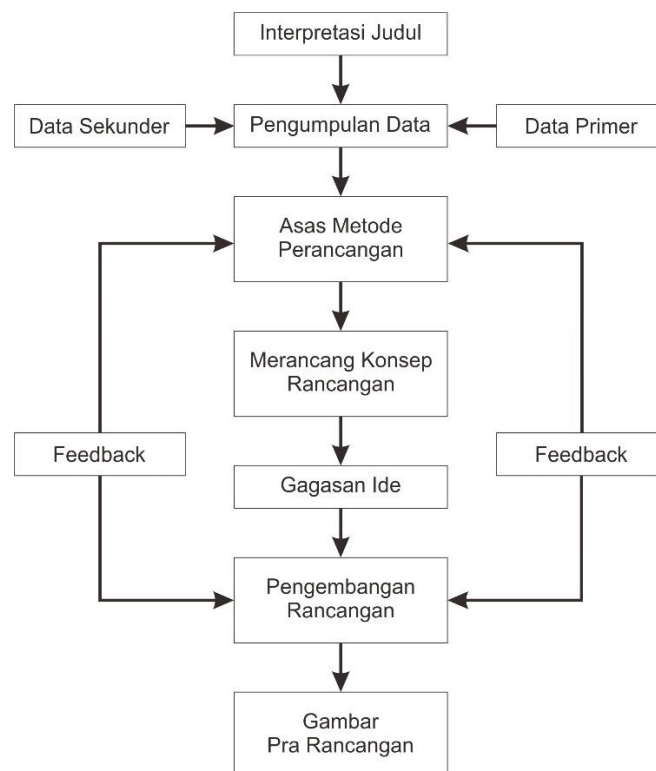 Interpretasi Judul
Data Sekunder
Pengumpulan Data
Data Primer
Asas Metode
Perancangan
Merancang Konsep
Rancangan
Feedback
Feedback
Gagasan Ide
Pengembangan
Rancangan
Gambar
Pra Rancangan